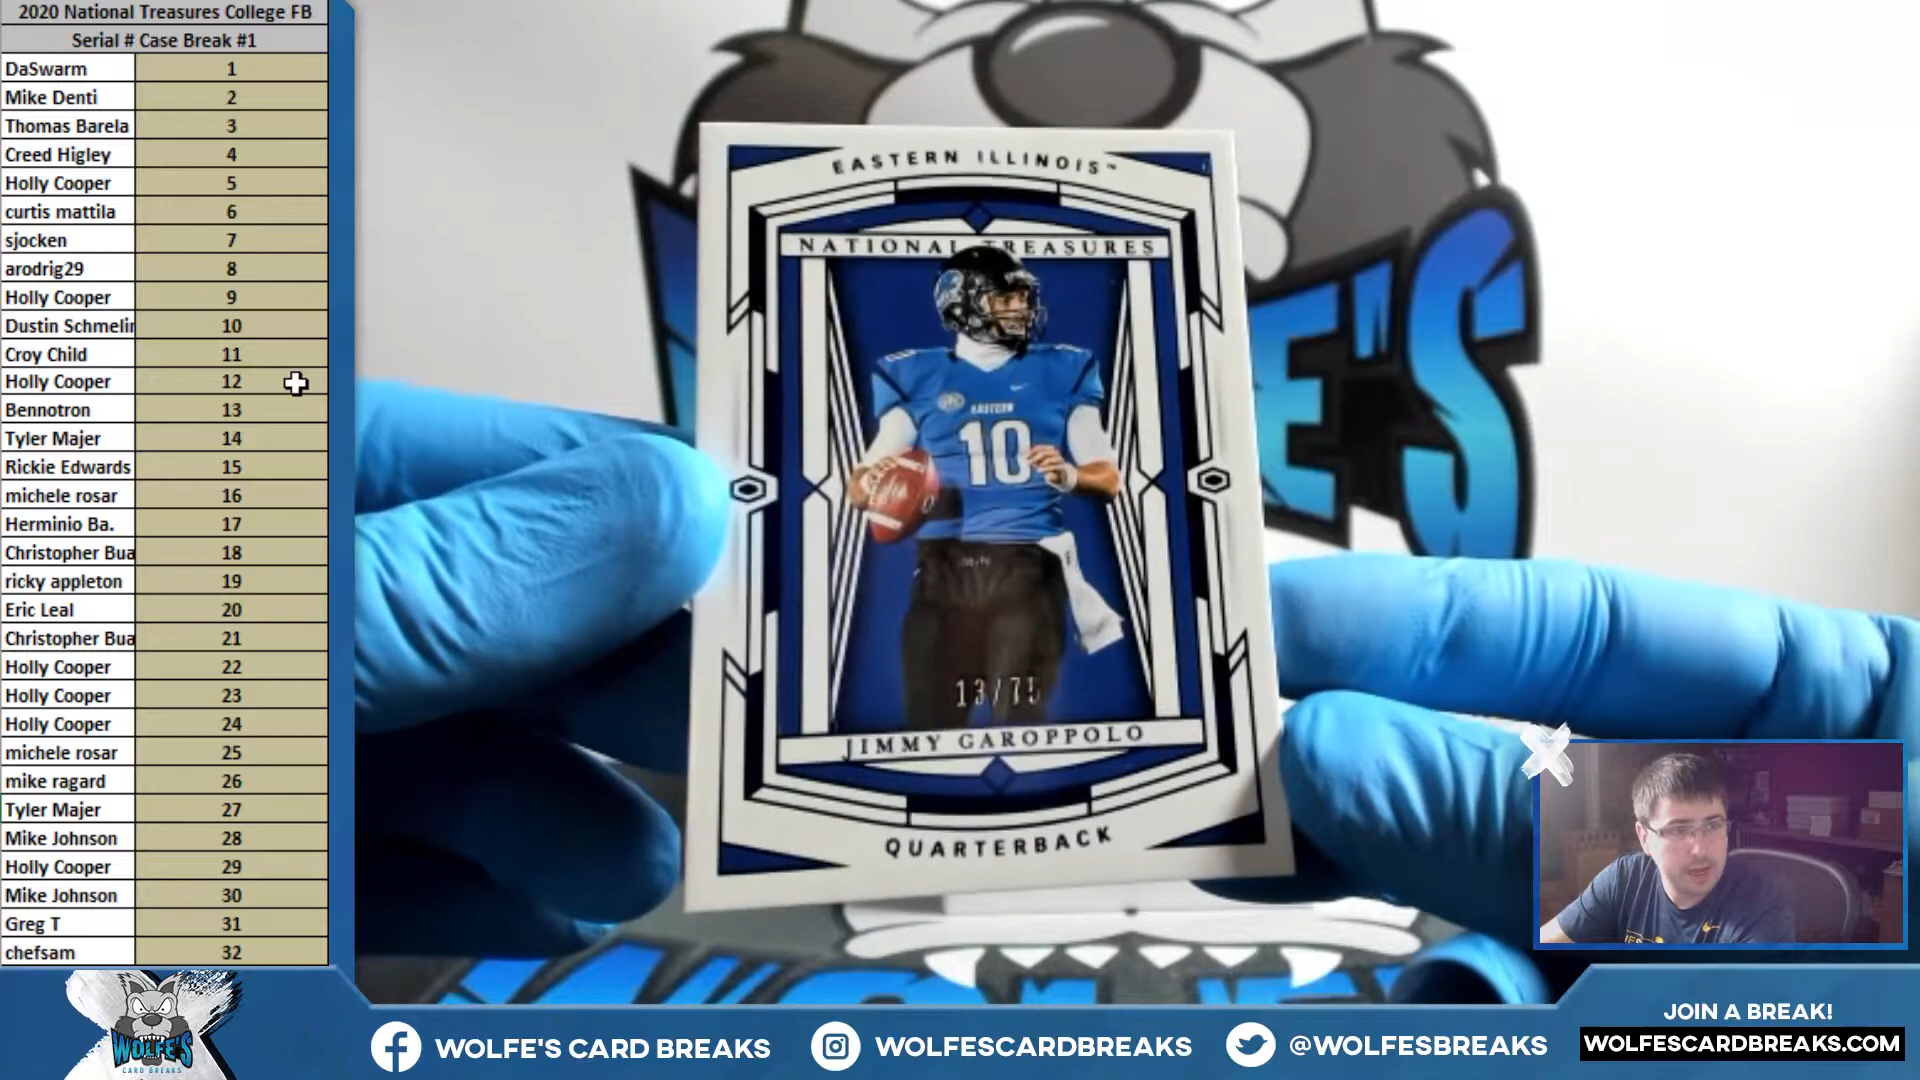 2020 National Treasures College FB
Serial # Case Break #1
DaSwarm 1
Mike Denti 2
Thomas Barela 3
Creed Higley 4
Holly Cooper 5
curtis mattila 6
sjocken 7
arodrig29 8
Holly Cooper 9
Dustin Schmelin 10
Croy Child 11
Holly Cooper 12
Bennotron 13
Tyler Majer 14
Rickie Edwards 15
michele rosar 16
Herminio Ba. 17
Christopher Bua 18
ricky appleton 19
Eric Leal 20
Christopher Bua 21
Holly Cooper 22
Holly Cooper 23
Holly Cooper 24
michele rosar 25
mike ragard 26
Tyler Majer 27
Mike Johnson 28
Holly Cooper 29
Mike Johnson 30
Greg T 31
chefsam 32
EASTERN ILLINOIS™
NATIONAL TREASURES
EASTERN
10
13/75
JIMMY GAROPPOLO
QUARTERBACK
E'S
WOLFE'S
CARD BREAKS
WOLFE'S CARD BREAKS
WOLFESCARDBREAKS
@WOLFESBREAKS
JOIN A BREAK!
WOLFESCARDBREAKS.COM